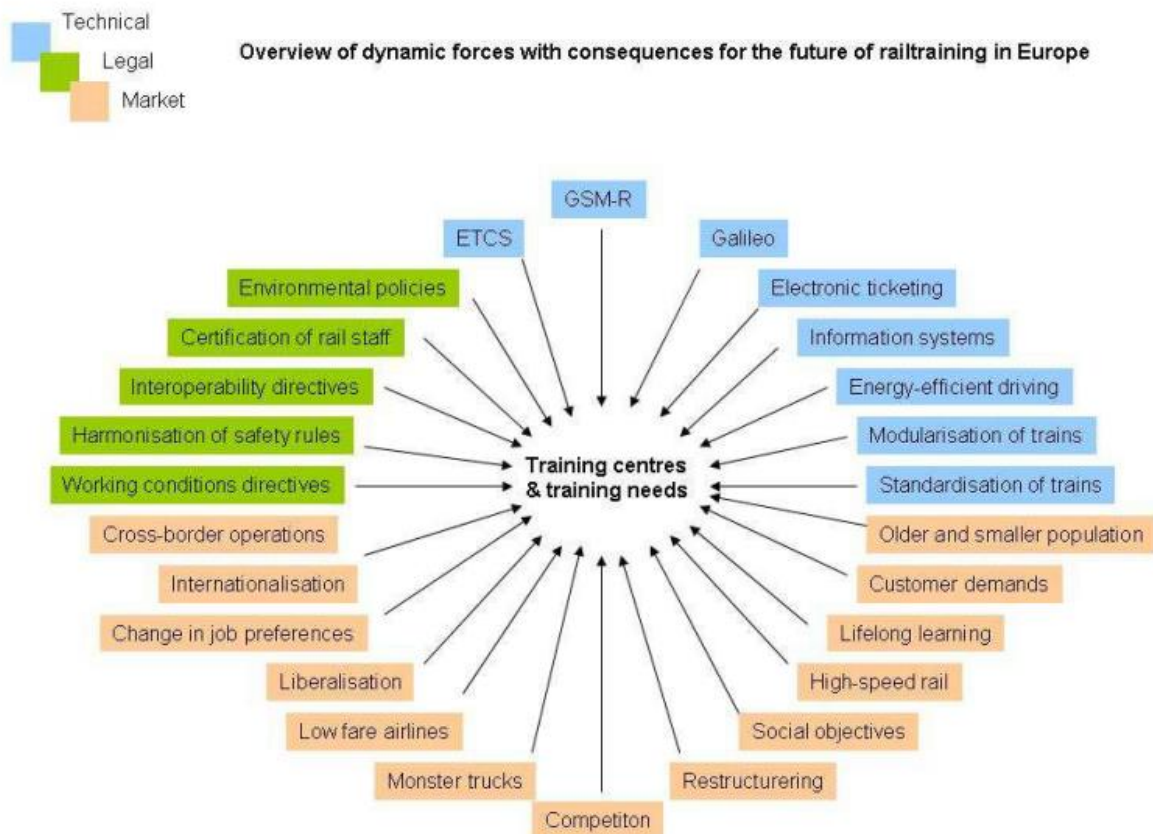 Technical
Legal
Market
Overview of dynamic forces with consequences for the future of railtraining in Europe
GSM-R
ETCS
Galileo
Environmental policies
Electronic ticketing
Certification of rail staff
Information systems
Interoperability directives
Energy-efficient driving
Harmonisation of safety rules
Modularisation of trains
Training centres
& training needs
Working conditions directives
Standardisation of trains
Cross-border operations
Older and smaller population
Internationalisation
Customer demands
Change in job preferences
Lifelong learning
Liberalisation
High-speed rail
Low fare airlines
Social objectives
Monster trucks
Restructurering
Competiton